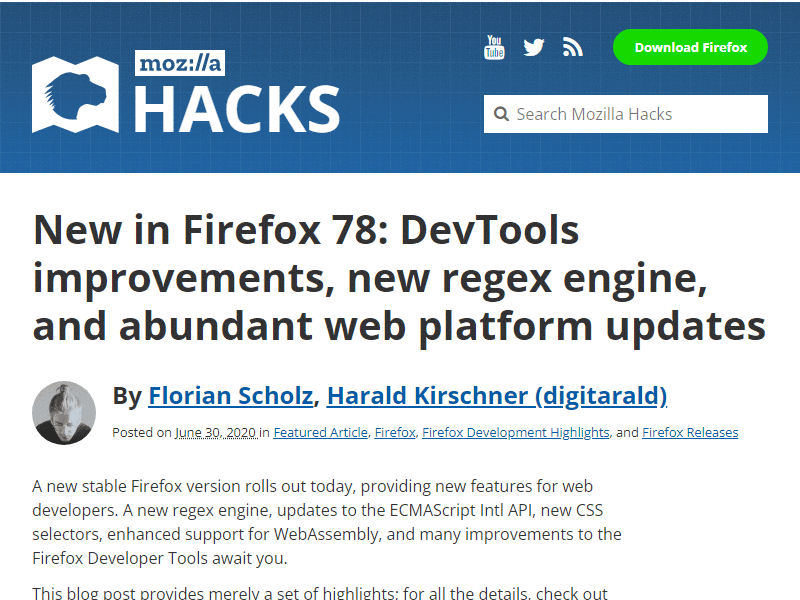 You
Tube
Download Firefox
moz://a
HACKS
Search Mozilla Hacks
New in Firefox 78: DevTools
improvements, new regex engine,
and abundant web platform updates
By Florian Scholz, Harald Kirschner (digitarald)
Posted on June 30, 2020 in Featured Article, Firefox, Firefox Development Highlights, and Firefox Releases
A new stable Firefox version rolls out today, providing new features for web
developers. A new regex engine, updates to the ECMAScript Intl API, new CSS
selectors, enhanced support for WebAssembly, and many improvements to the
Firefox Developer Tools await you.
This blog post provides merely a set of highlights; for all the details, check out